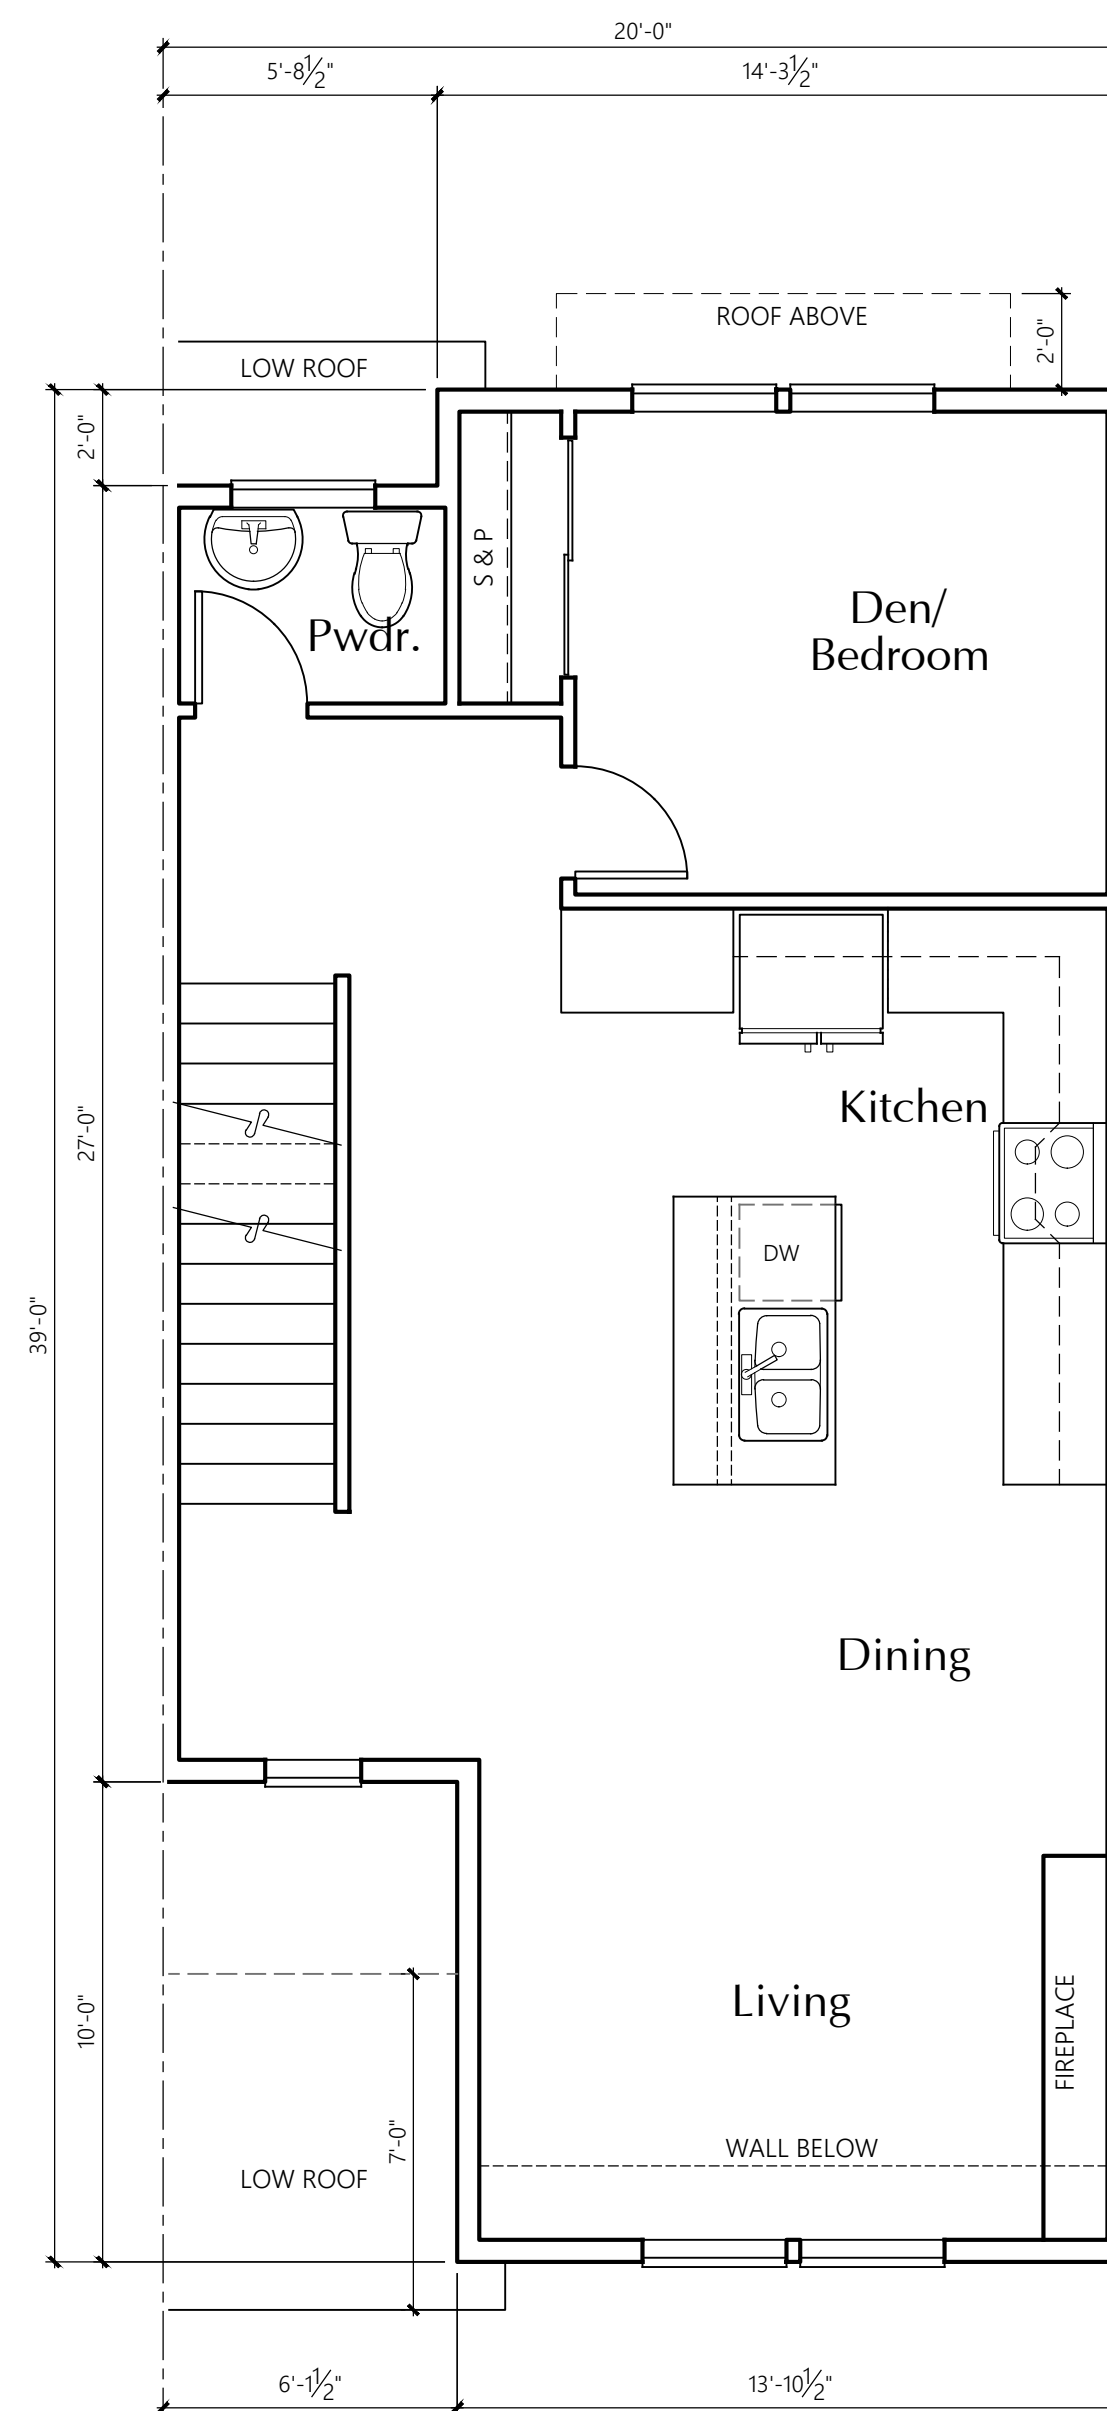 20'-0"
5'-8½"
14'-3½"
ROOF ABOVE
2'-0"
LOW ROOF
2'-0"
S & P
Den/
Bedroom
Pwdr.
Kitchen
27'-0"
DW
39'-0"
Dining
Living
FIREPLACE
10'-0"
7'-0"
WALL BELOW
LOW ROOF
6'-1½"
13'-10½"